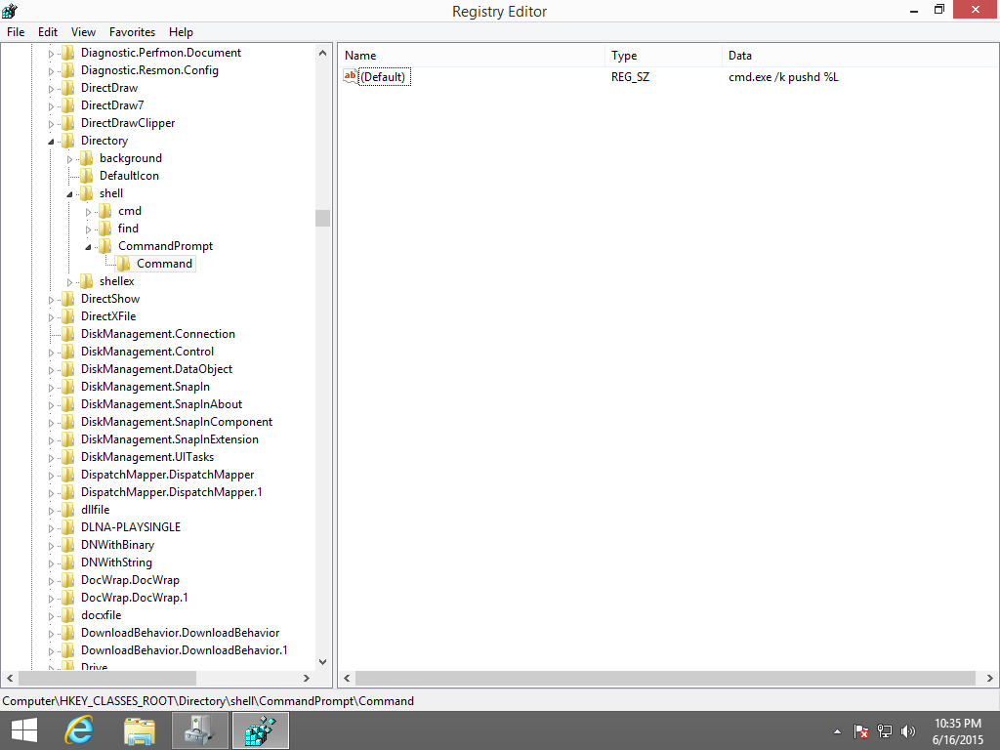 Registry Editor
File Edit View Favorites Help
Diagnostic.Perfmon.Document
Diagnostic.Resmon.Config
DirectDraw
DirectDraw7
DirectDrawClipper
Directory
background
DefaultIcon
shell
cmd
find
CommandPrompt
Command
shellex
DirectShow
DirectXFile
DiskManagement.Connection
DiskManagement.Control
DiskManagement.DataObject
DiskManagement.SnapIn
DiskManagement.SnapInAbout
DiskManagement.SnapInComponent
DiskManagement.SnapInExtension
DiskManagement.UITasks
DispatchMapper.DispatchMapper
DispatchMapper.DispatchMapper.1
dllfile
DLNA-PLAYSINGLE
DNWithBinary
DNWithString
DocWrap.DocWrap
DocWrap.DocWrap.1
docxfile
DownloadBehavior.DownloadBehavior
DownloadBehavior.DownloadBehavior.1
Drive
Name Type Data
ab (Default) REG_SZ cmd.exe /k pushd %L
Computer\HKEY_CLASSES_ROOT\Directory\shell\CommandPrompt\Command
10:35 PM
6/16/2015